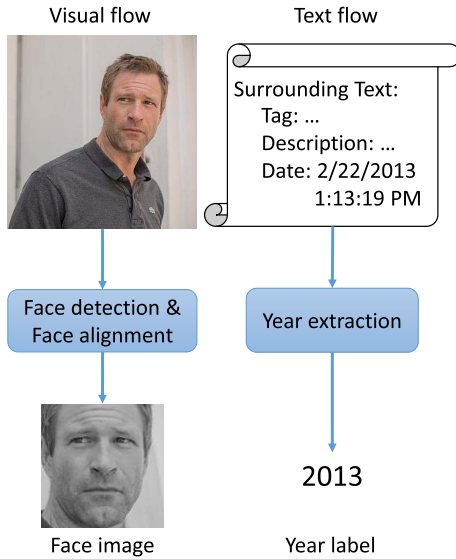 Visual flow
Text flow
Surrounding Text:
Tag: ...
Description: ...
Date: 2/22/2013
1:13:19 PM
Face detection &
Face alignment
Year extraction
2013
Face image
Year label